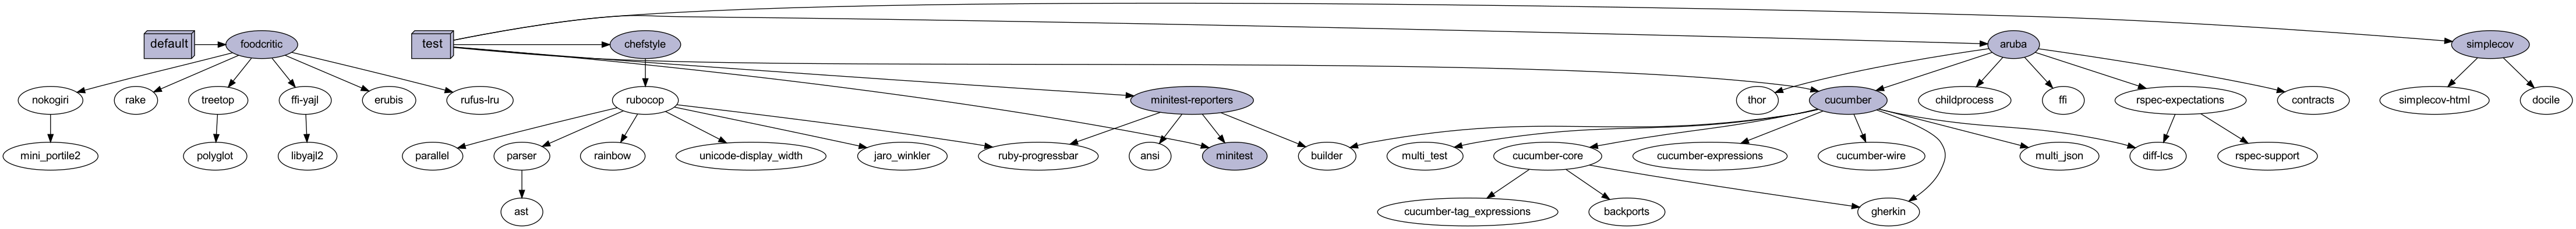 default
foodcritic
test
chefstyle
aruba
simplecov
nokogiri
rake
treetop
ffi-yajl
erubis
rufus-lru
rubocop
minitest-reporters
thor
cucumber
childprocess
ffi
rspec-expectations
contracts
simplecov-html
docile
mini_portile2
polyglot
libyajl2
parallel
parser
rainbow
unicode-display_width
jaro_winkler
ruby-progressbar
ansi
minitest
builder
multi_test
cucumber-core
cucumber-expressions
cucumber-wire
multi_json
diff-lcs
rspec-support
ast
cucumber-tag_expressions
backports
gherkin